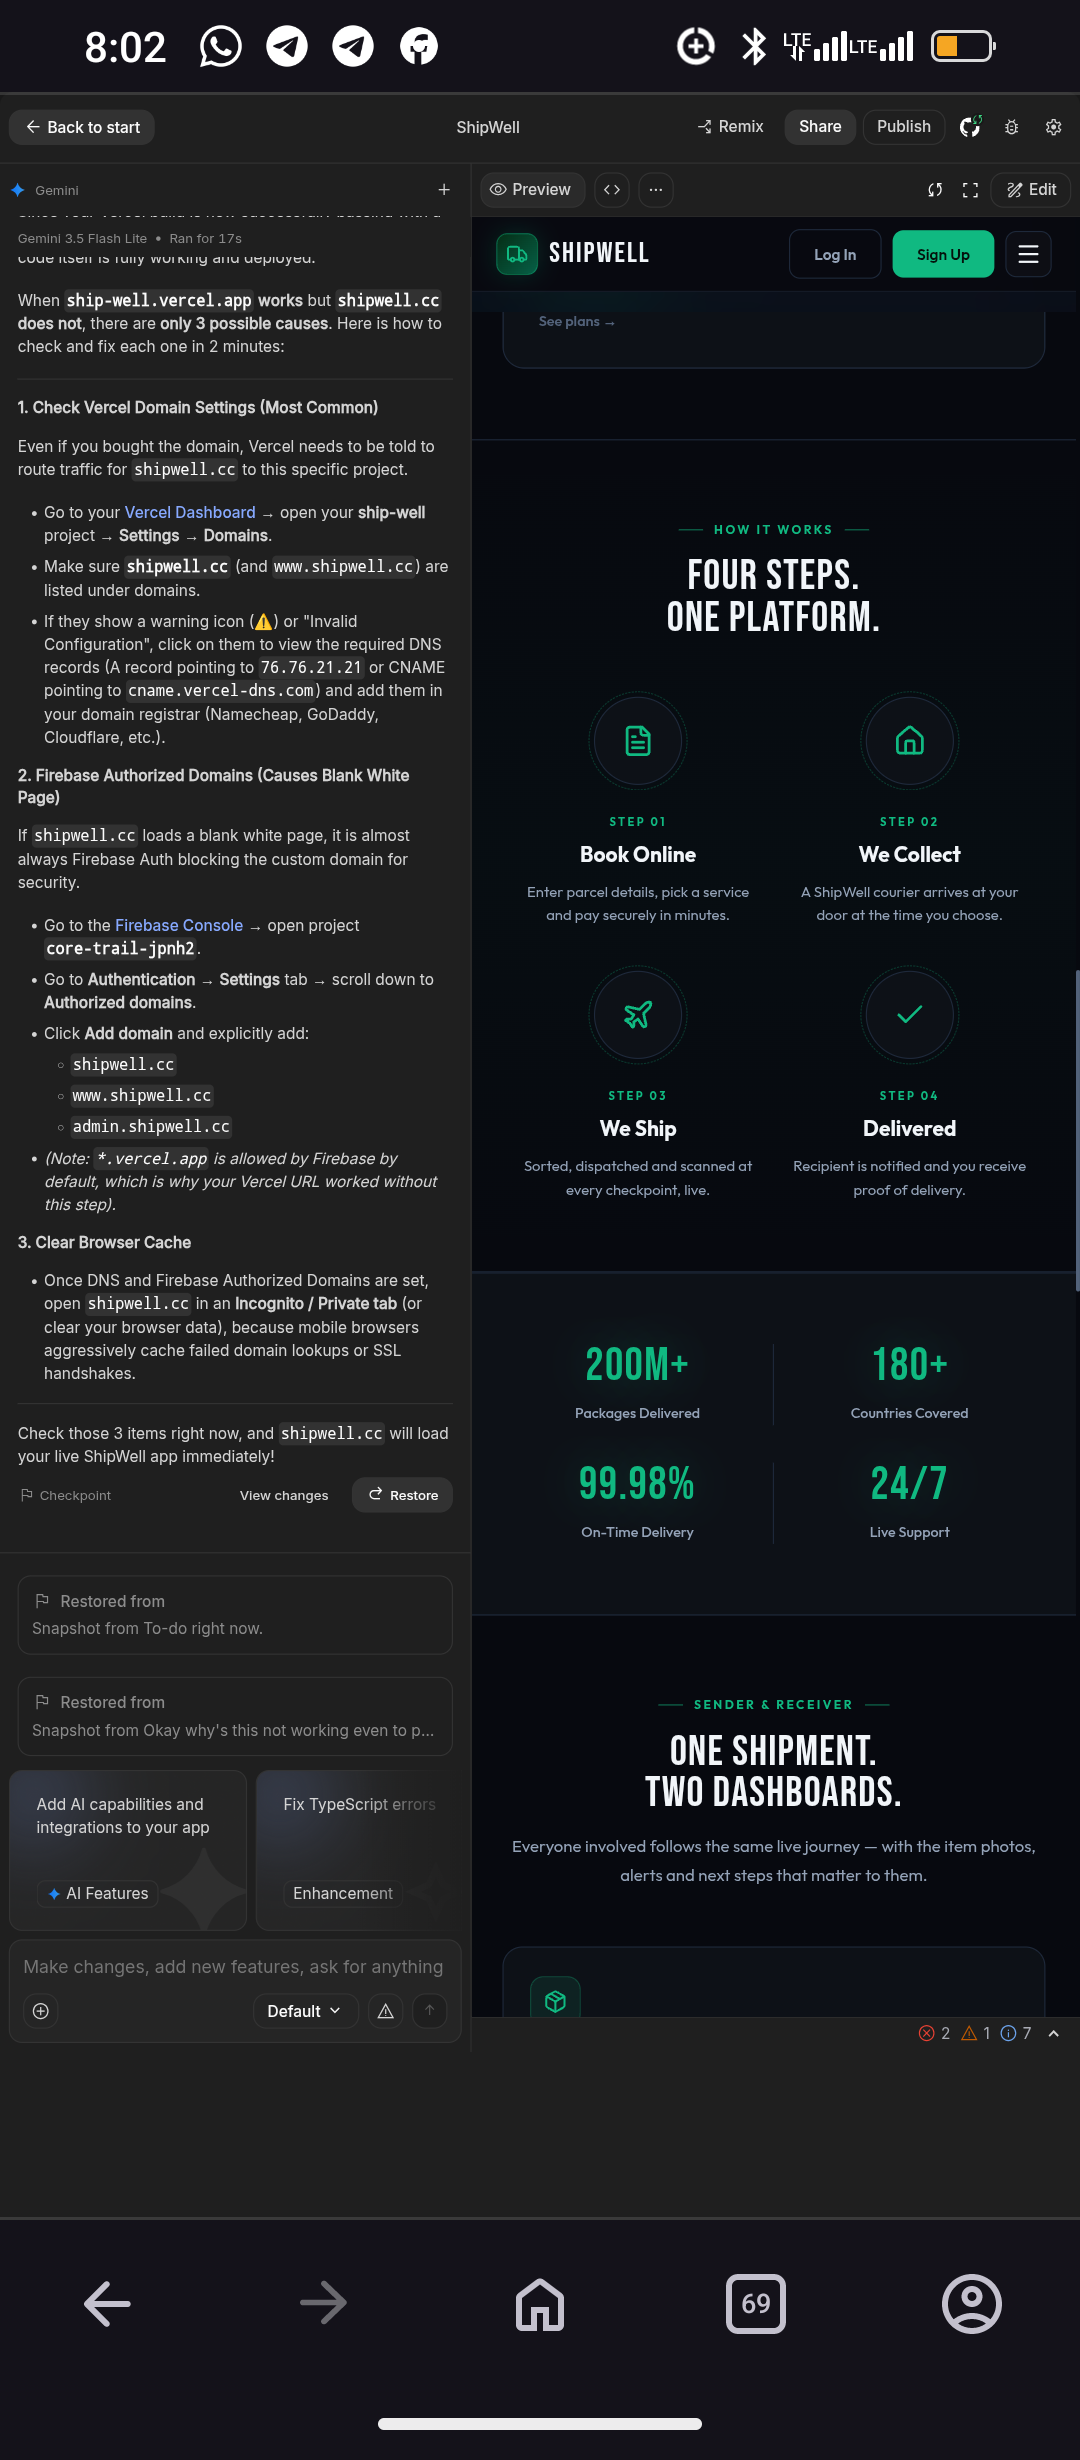 8:02
LTE
LTE
Back to start
ShipWell
Remix
Share
Publish
Gemini
Gemini 3.5 Flash Lite • Ran for 17s
code itself is fully working and deployed.
When ship-well.vercel.app works but shipwell.cc
does not, there are only 3 possible causes. Here is how to
check and fix each one in 2 minutes:
1. Check Vercel Domain Settings (Most Common)
Even if you bought the domain, Vercel needs to be told to
route traffic for shipwell.cc to this specific project.
• Go to your Vercel Dashboard → open your ship-well
project → Settings → Domains.
• Make sure shipwell.cc (and www.shipwell.cc) are
listed under domains.
• If they show a warning icon (⚠️) or "Invalid
Configuration", click on them to view the required DNS
records (A record pointing to 76.76.21.21 or CNAME
pointing to cname.vercel-dns.com) and add them in
your domain registrar (Namecheap, GoDaddy,
Cloudflare, etc.).
2. Firebase Authorized Domains (Causes Blank White
Page)
If shipwell.cc loads a blank white page, it is almost
always Firebase Auth blocking the custom domain for
security.
• Go to the Firebase Console → open project
core-trail-jpnh2.
• Go to Authentication → Settings tab → scroll down to
Authorized domains.
• Click Add domain and explicitly add:
○ shipwell.cc
○ www.shipwell.cc
○ admin.shipwell.cc
• (Note: *.vercel.app is allowed by Firebase by
default, which is why your Vercel URL worked without
this step).
3. Clear Browser Cache
• Once DNS and Firebase Authorized Domains are set,
open shipwell.cc in an Incognito / Private tab (or
clear your browser data), because mobile browsers
aggressively cache failed domain lookups or SSL
handshakes.
Check those 3 items right now, and shipwell.cc will load
your live ShipWell app immediately!
Checkpoint
View changes
Restore
Restored from
Snapshot from To-do right now.
Restored from
Snapshot from Okay why's this not working even to p...
Add AI capabilities and
integrations to your app
AI Features
Fix TypeScript errors
Enhancement
Make changes, add new features, ask for anything
Default
Preview
Edit
SHIPWELL
Log In
Sign Up
See plans →
HOW IT WORKS
FOUR STEPS.
ONE PLATFORM.
STEP 01
Book Online
Enter parcel details, pick a service
and pay securely in minutes.
STEP 02
We Collect
A ShipWell courier arrives at your
door at the time you choose.
STEP 03
We Ship
Sorted, dispatched and scanned at
every checkpoint, live.
STEP 04
Delivered
Recipient is notified and you receive
proof of delivery.
200M+
Packages Delivered
180+
Countries Covered
99.98%
On-Time Delivery
24/7
Live Support
SENDER & RECEIVER
ONE SHIPMENT.
TWO DASHBOARDS.
Everyone involved follows the same live journey — with the item photos,
alerts and next steps that matter to them.
2
1
7
69